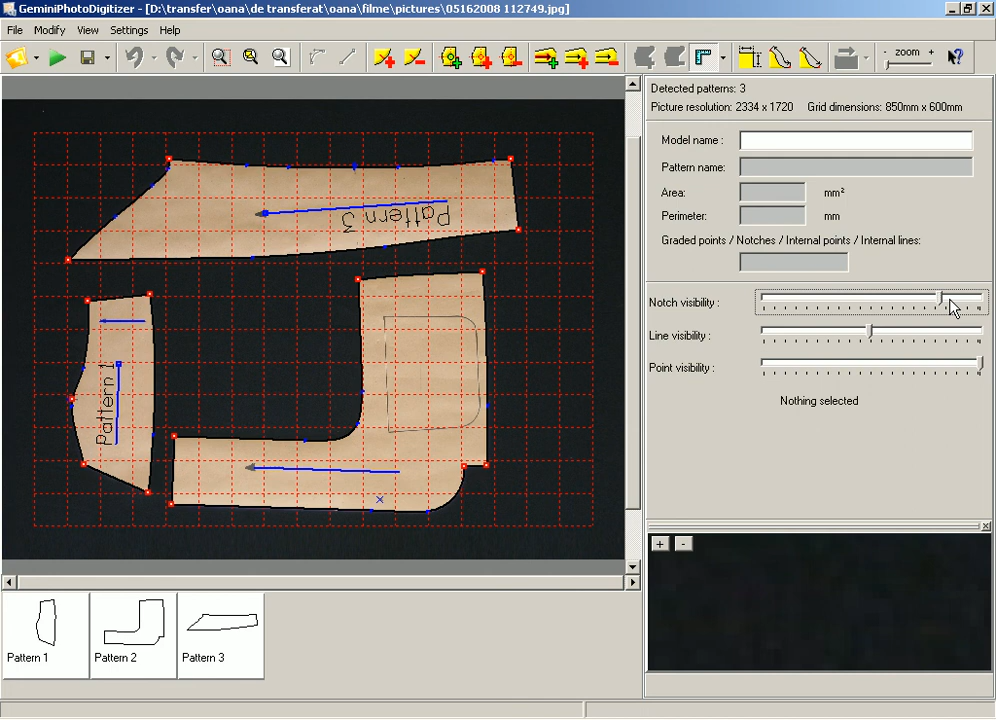 GeminiPhotoDigitizer - [D:\transfer\oana\de transferat\oana\filme\pictures\05162008 112749.jpg]
File Modify View Settings Help
- zoom +
Detected patterns: 3
Picture resolution: 2334 x 1720 Grid dimensions: 850mm x 600mm
Model name :
Pattern name:
Area: mm²
Perimeter: mm
Graded points / Notches / Internal points / Internal lines:
Notch visibility :
Line visibility :
Point visibility :
Nothing selected
+ -
Pattern 3
Pattern 1
Pattern 1 Pattern 2 Pattern 3